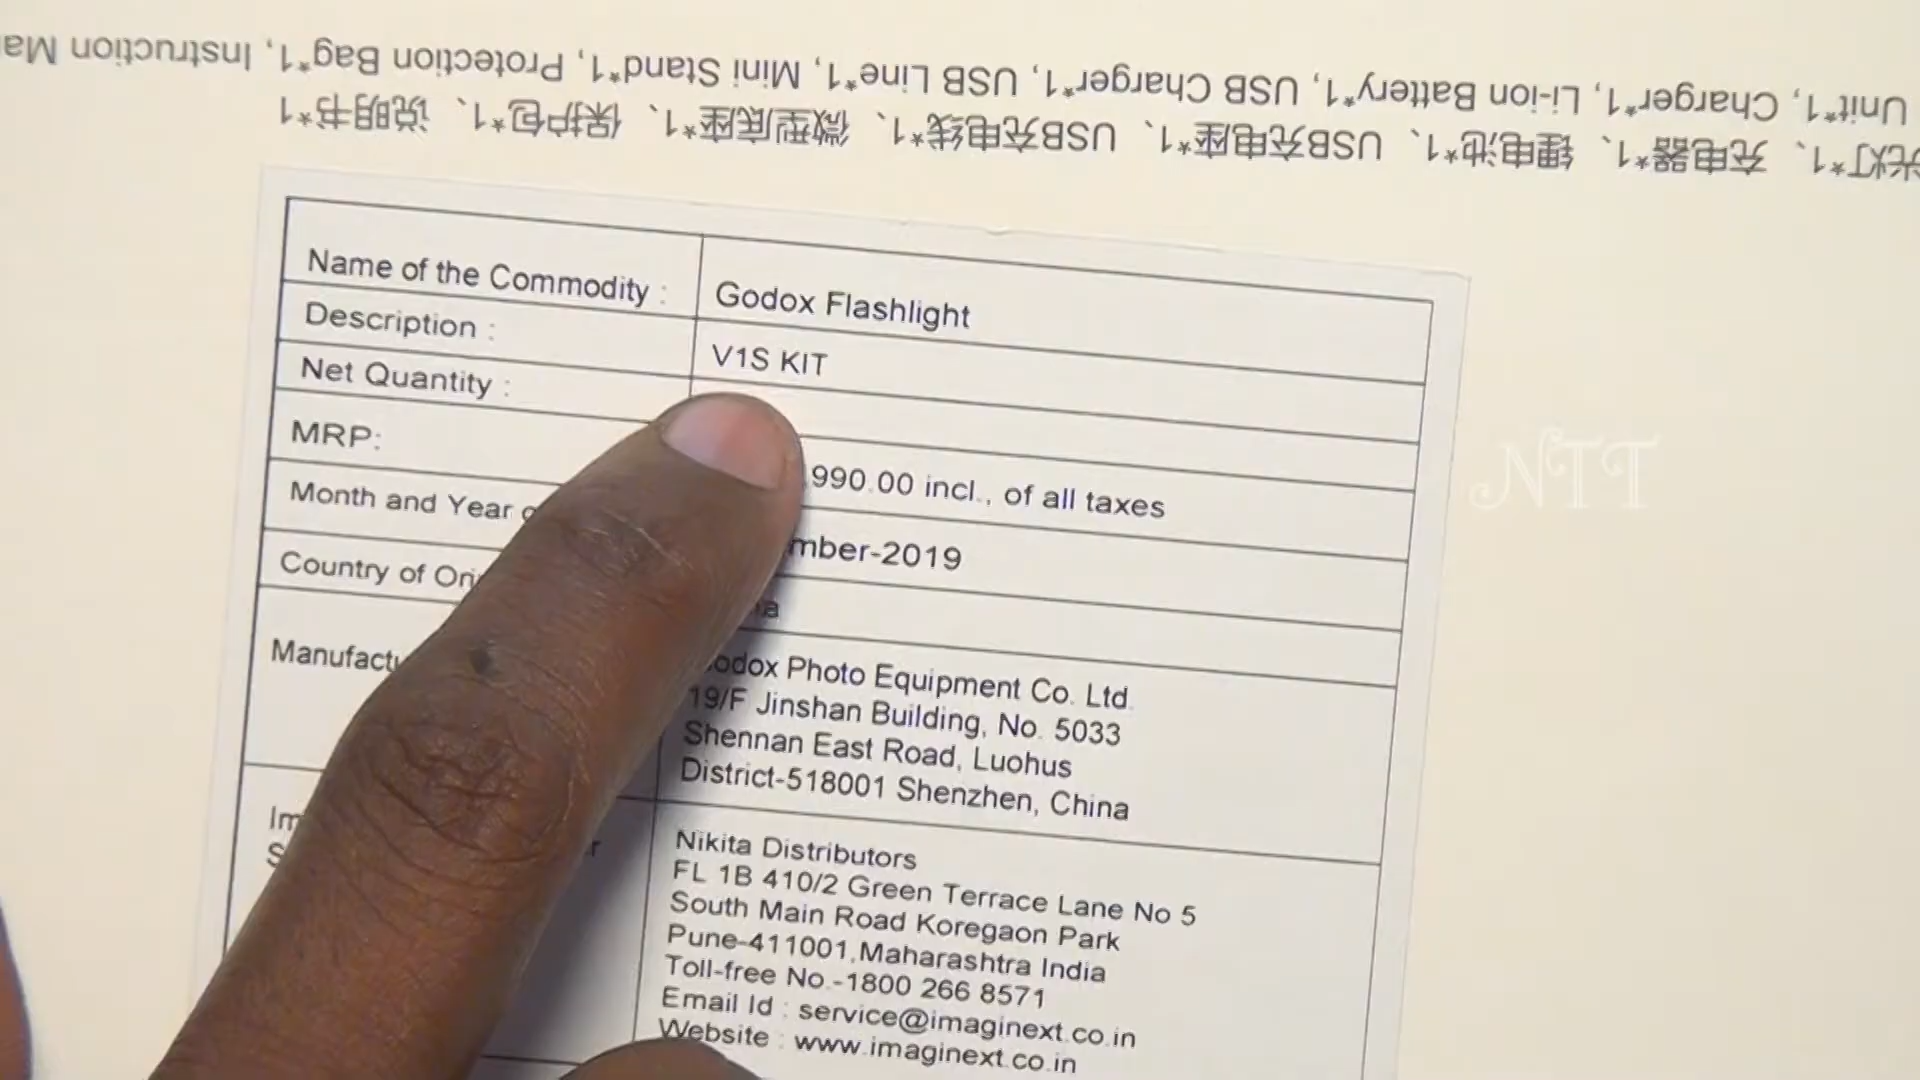 Unit*1, Charger*1, Li-ion Battery*1, USB Charger*1, USB Line*1, Mini Stand*1, Protection Bag*1, Instruction Ma
光灯*1、充电器*1、锂电池*1、USB充电座*1、USB充电线*1、微型底座*1、保护包*1、说明书*1
Name of the Commodity : Godox Flashlight
Description : V1S KIT
Net Quantity :
MRP: 990.00 incl., of all taxes
Month and Year mber-2019
Country of Ori a
Manufactu odox Photo Equipment Co. Ltd.
19/F Jinshan Building, No. 5033
Shennan East Road, Luohus
District-518001 Shenzhen, China
Im r Nikita Distributors
S FL 1B 410/2 Green Terrace Lane No 5
South Main Road Koregaon Park
Pune-411001,Maharashtra India
Toll-free No.-1800 266 8571
Email Id : service@imaginext.co.in
Website : www.imaginext.co.in
NTT